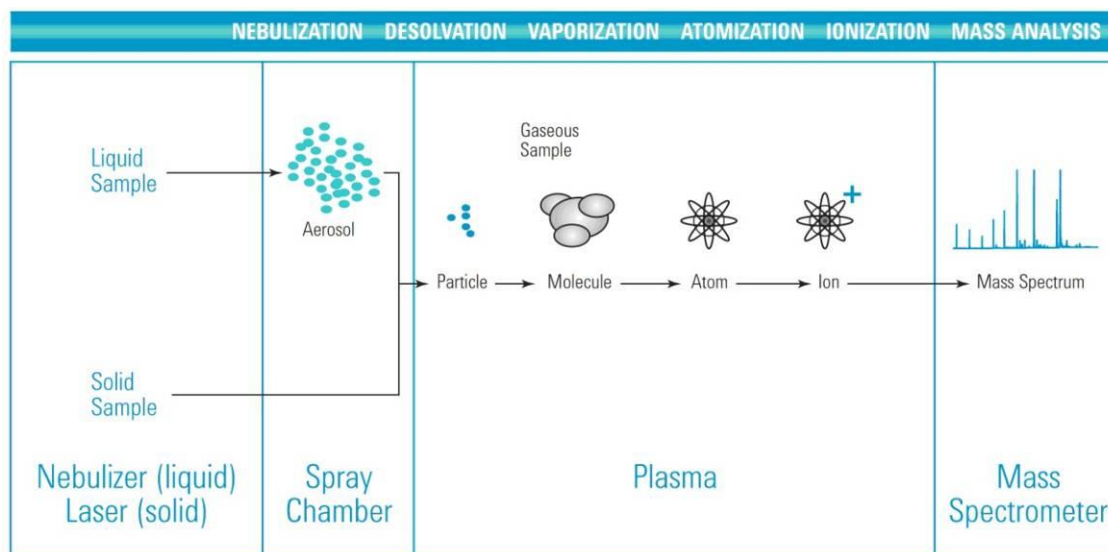 NEBULIZATION DESOLVATION VAPORIZATION ATOMIZATION IONIZATION MASS ANALYSIS
Liquid
Sample
Aerosol
Gaseous
Sample
Particle
Molecule
Atom
+
Ion
Mass Spectrum
Solid
Sample
Nebulizer (liquid)
Laser (solid)
Spray
Chamber
Plasma
Mass
Spectrometer